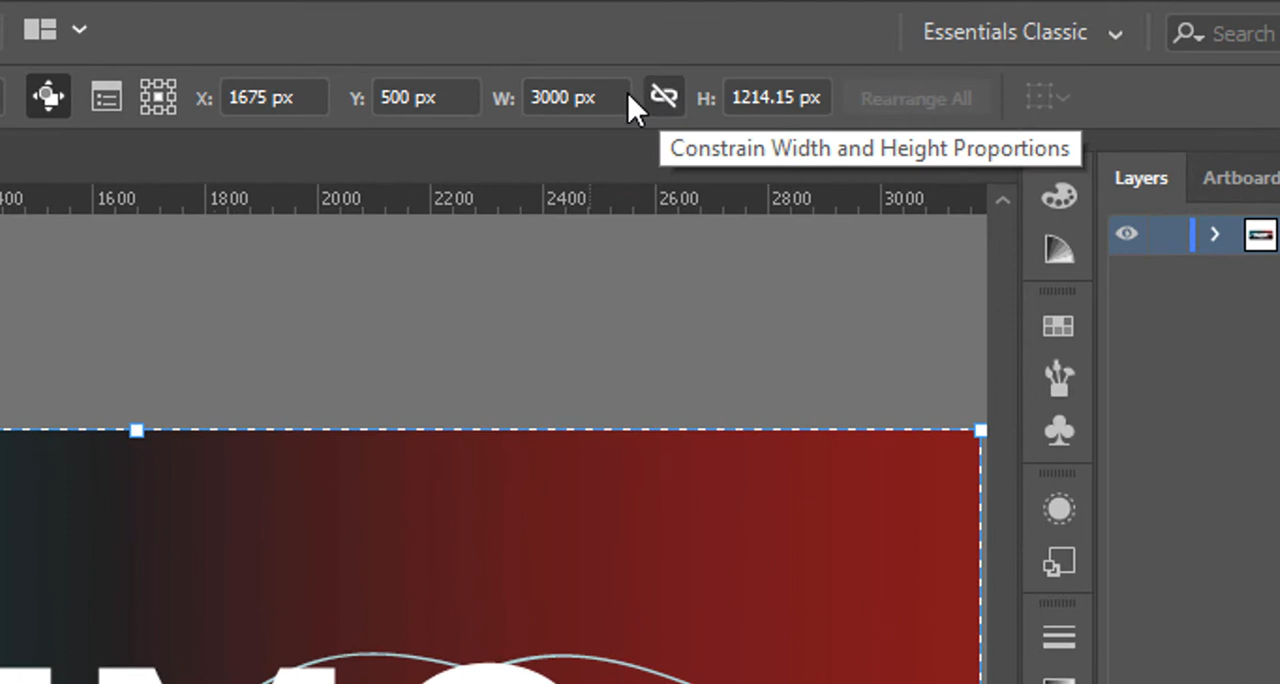 Essentials Classic
Search
X: 1675 px Y: 500 px W: 3000 px H: 1214.15 px Rearrange All
Constrain Width and Height Proportions
Layers Artboard
400 1600 1800 2000 2200 2400 2600 2800 3000